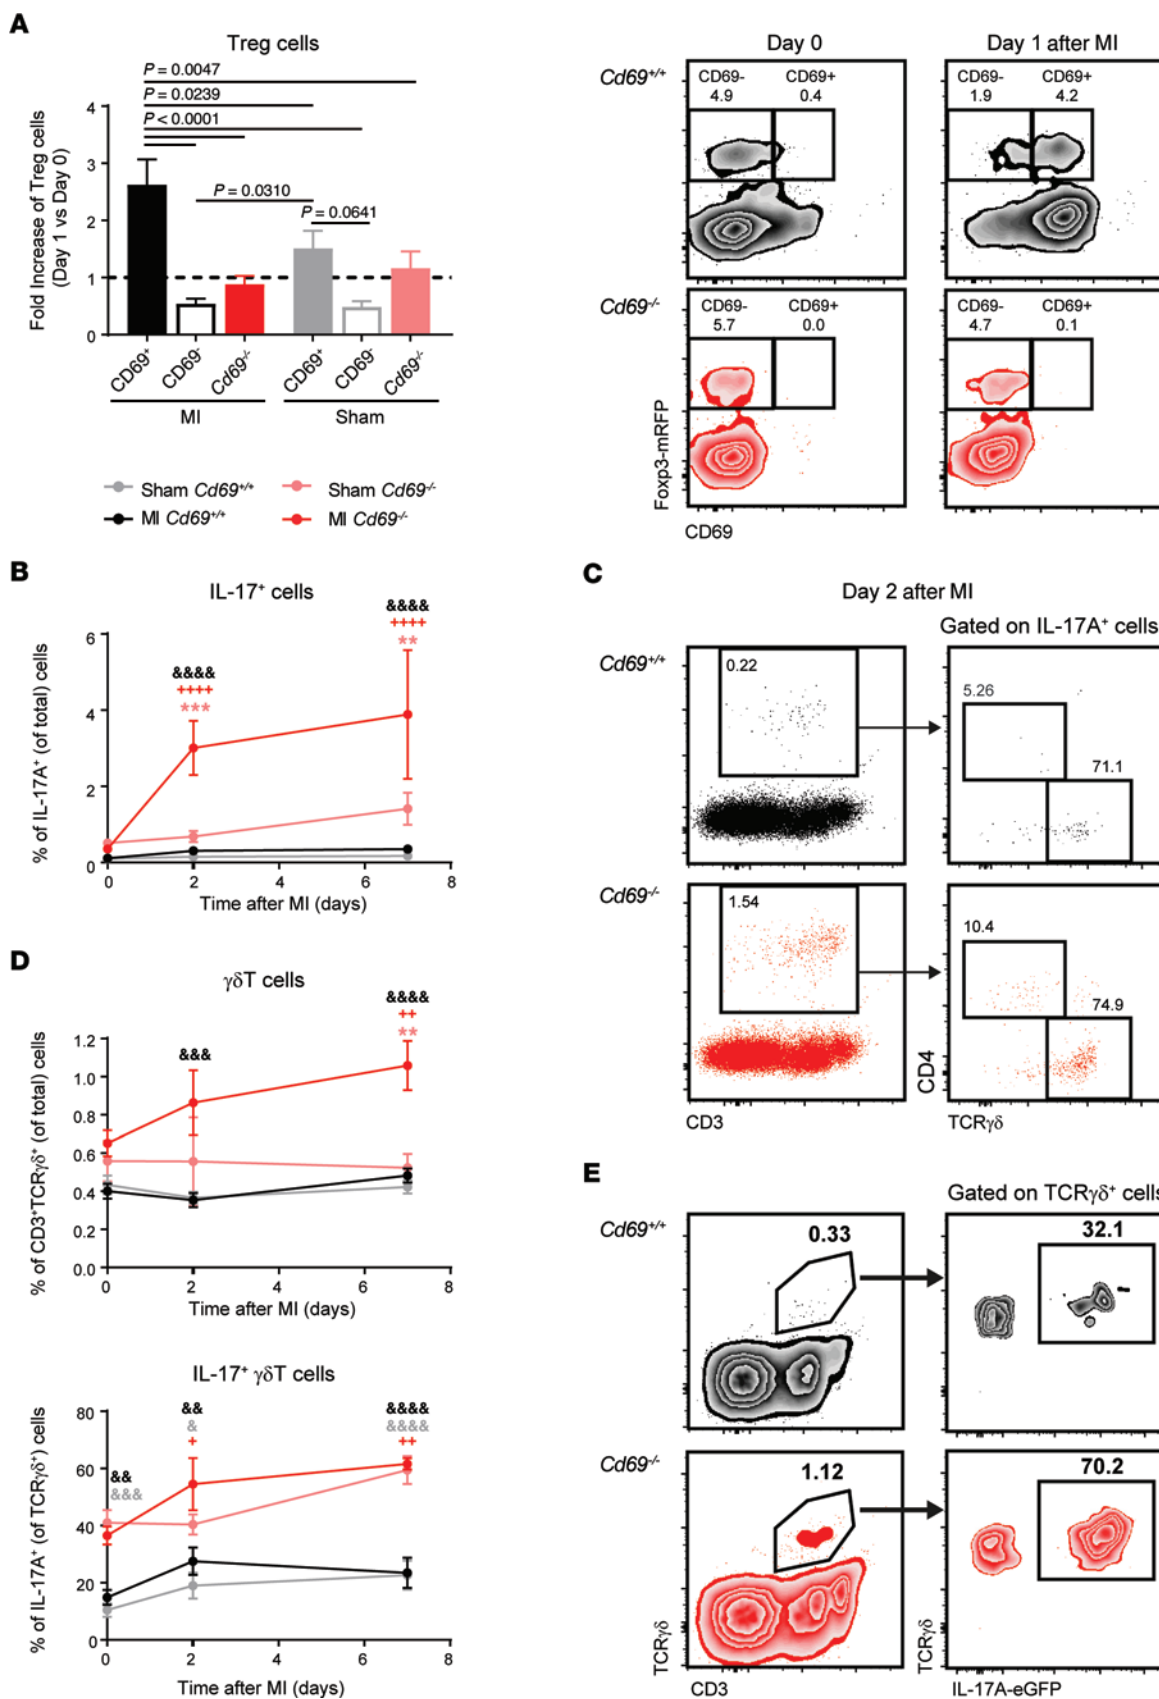 A
Treg cells
P = 0.0047
P = 0.0239
P < 0.0001
P = 0.0310
P = 0.0641
Fold Increase of Treg cells
(Day 1 vs Day 0)
4
3
2
1
0
CD69⁺
CD69⁻
Cd69⁻/⁻
CD69⁺
CD69⁻
Cd69⁻/⁻
MI
Sham
Day 0
Day 1 after MI
Cd69⁺/⁺
CD69-
4.9
CD69+
0.4
CD69-
1.9
CD69+
4.2
Cd69⁻/⁻
CD69-
5.7
CD69+
0.0
CD69-
4.7
CD69+
0.1
Foxp3-mRFP
CD69
Sham Cd69⁺/⁺
Sham Cd69⁻/⁻
MI Cd69⁺/⁺
MI Cd69⁻/⁻
B
IL-17⁺ cells
&&&&
++++
***
&&&&
++++
**
% of IL-17A⁺ (of total) cells
6
4
2
0
0 2 4 6 8
Time after MI (days)
C
Day 2 after MI
Gated on IL-17A⁺ cells
Cd69⁺/⁺
0.22
5.26
71.1
Cd69⁻/⁻
1.54
10.4
74.9
CD4
CD3
TCRγδ
D
γδT cells
&&&
&&&&
++
**
% of CD3⁺TCRγδ⁺ (of total) cells
1.2
1.0
0.8
0.6
0.4
0.2
0.0
0 2 4 6 8
Time after MI (days)
IL-17⁺ γδT cells
&&
&&&
&&
&
+
&&&&
&&&&
++
% of IL-17A⁺ (of TCRγδ⁺) cells
80
60
40
20
0
0 2 4 6 8
Time after MI (days)
E
Gated on TCRγδ⁺ cells
Cd69⁺/⁺
0.33
32.1
Cd69⁻/⁻
1.12
70.2
TCRγδ
CD3
TCRγδ
IL-17A-eGFP